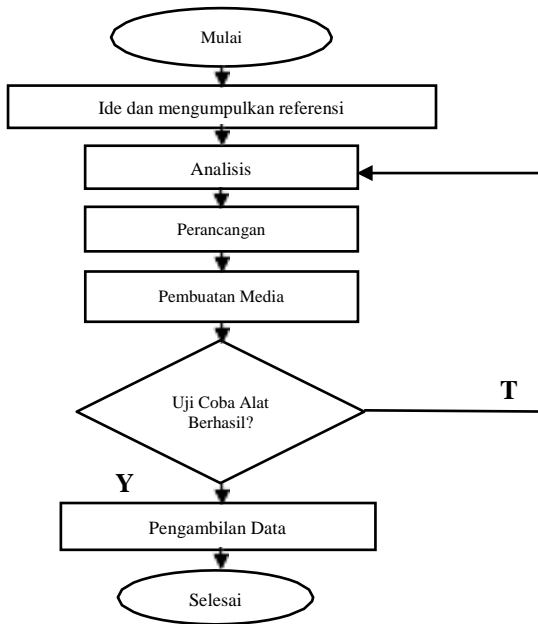 Mulai
Ide dan mengumpulkan referensi
Analisis
Perancangan
Pembuatan Media
Uji Coba Alat
Berhasil?
T
Y
Pengambilan Data
Selesai